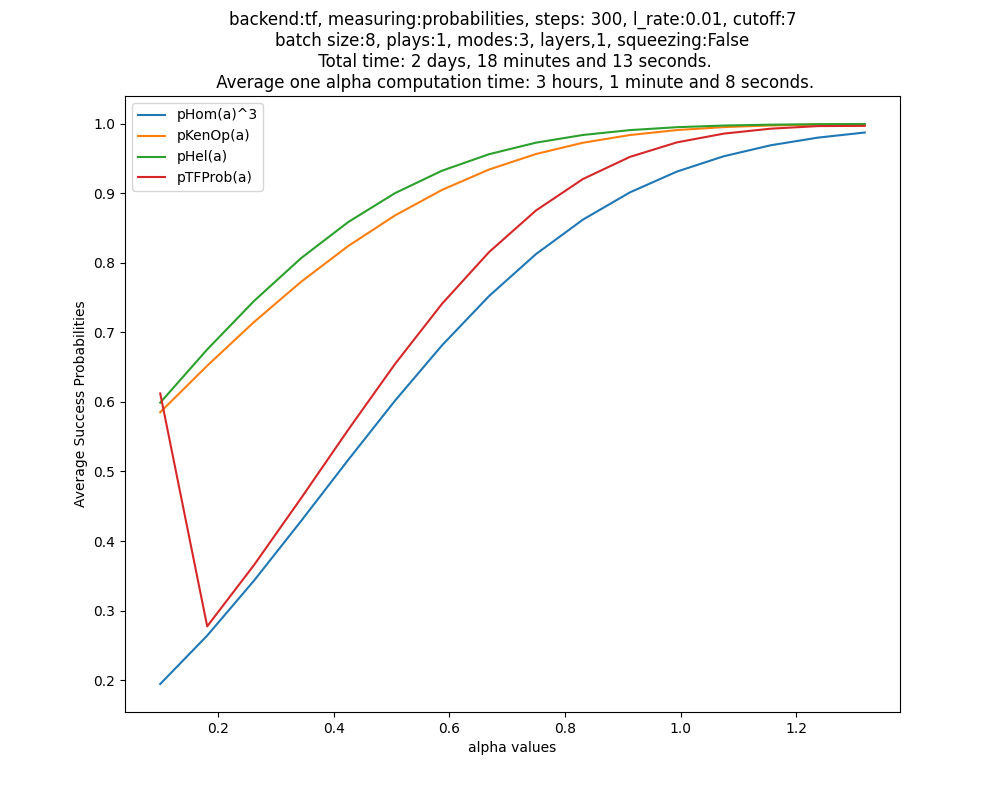 backend:tf, measuring:probabilities, steps: 300, l_rate:0.01, cutoff:7
batch size:8, plays:1, modes:3, layers,1, squeezing:False
Total time: 2 days, 18 minutes and 13 seconds.
Average one alpha computation time: 3 hours, 1 minute and 8 seconds.
pHom(a)^3
pKenOp(a)
pHel(a)
pTFProb(a)
1.0
0.9
0.8
0.7
0.6
0.5
0.4
0.3
0.2
Average Success Probabilities
0.2 0.4 0.6 0.8 1.0 1.2
alpha values